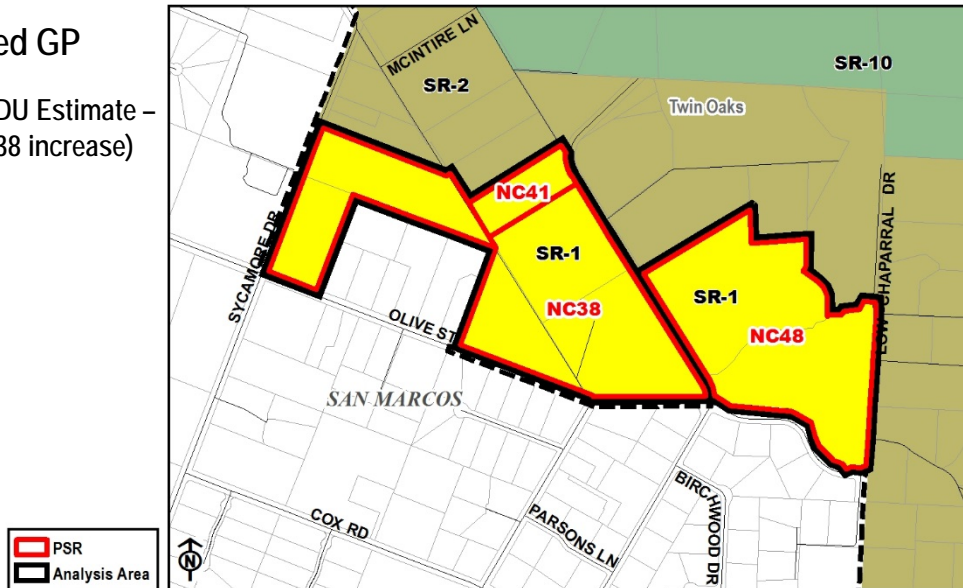 ed GP
DU Estimate –
38 increase)
MCINTIRE LN
SR-2
SR-10
Twin Oaks
NC41
SR-1
SR-1
NC38
NC48
SYCAMORE DR
LOW CHAPARRAL DR
OLIVE ST
SAN MARCOS
COX RD
PARSONS LN
BIRCHWOOD DR
PSR
Analysis Area
N